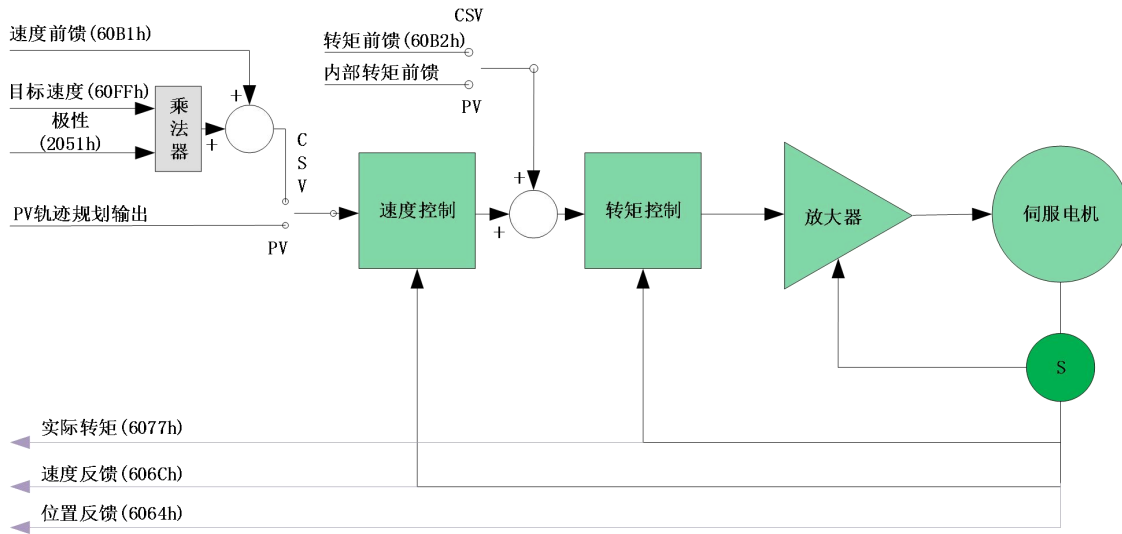 速度前馈(60B1h)
目标速度(60FFh)
极性
(2051h)
乘法器
+
+
CSV
PV
PV轨迹规划输出
CSV
转矩前馈(60B2h)
内部转矩前馈
PV
速度控制
+
+
转矩控制
放大器
伺服电机
S
实际转矩(6077h)
速度反馈(606Ch)
位置反馈(6064h)